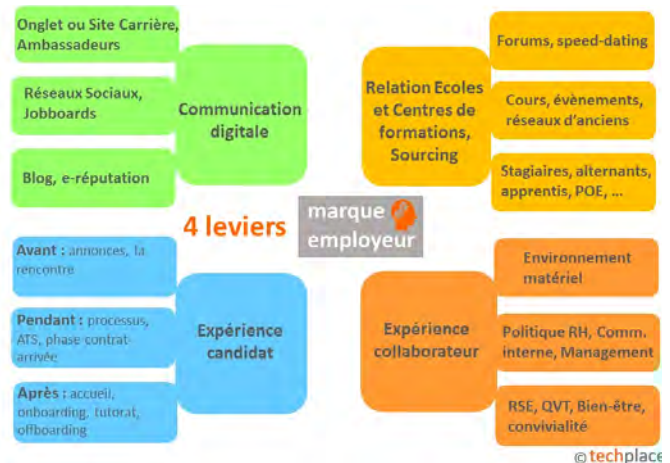 Onglet ou Site Carrière,
Ambassadeurs
Réseaux Sociaux,
Jobboards
Blog, e-réputation
Communication
digitale
Relation Ecoles
et Centres de
formations,
Sourcing
Forums, speed-dating
Cours, évènements,
réseaux d'anciens
Stagiaires, alternants,
apprentis, POE, ...
4 leviers
marque
employeur
Avant : annonces, la
rencontre
Pendant : processus,
ATS, phase contrat-
arrivée
Après : accueil,
onboarding, tutorat,
offboarding
Expérience
candidat
Expérience
collaborateur
Environnement
matériel
Politique RH, Comm.
interne, Management
RSE, QVT, Bien-être,
convivialité
© techplace